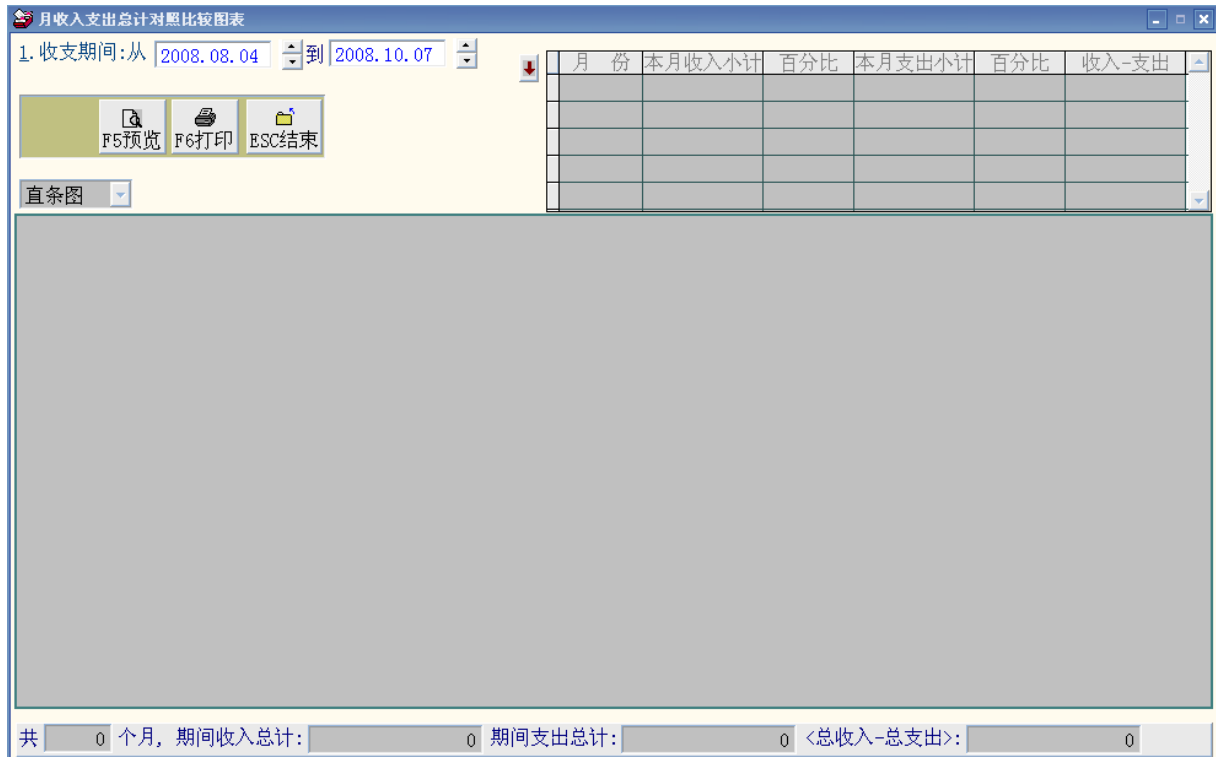 月收入支出总计对照比较图表
1.收支期间:从 2008.08.04 到 2008.10.07
月 份 本月收入小计 百分比 本月支出小计 百分比 收入-支出
F5预览 F6打印 ESC结束
直条图
共 0 个月, 期间收入总计: 0 期间支出总计: 0 <总收入-总支出>: 0